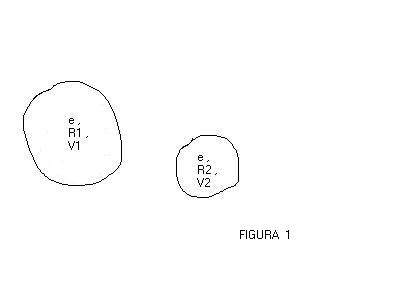 e,
R1,
V1
e,
R2,
V2
FIGURA 1